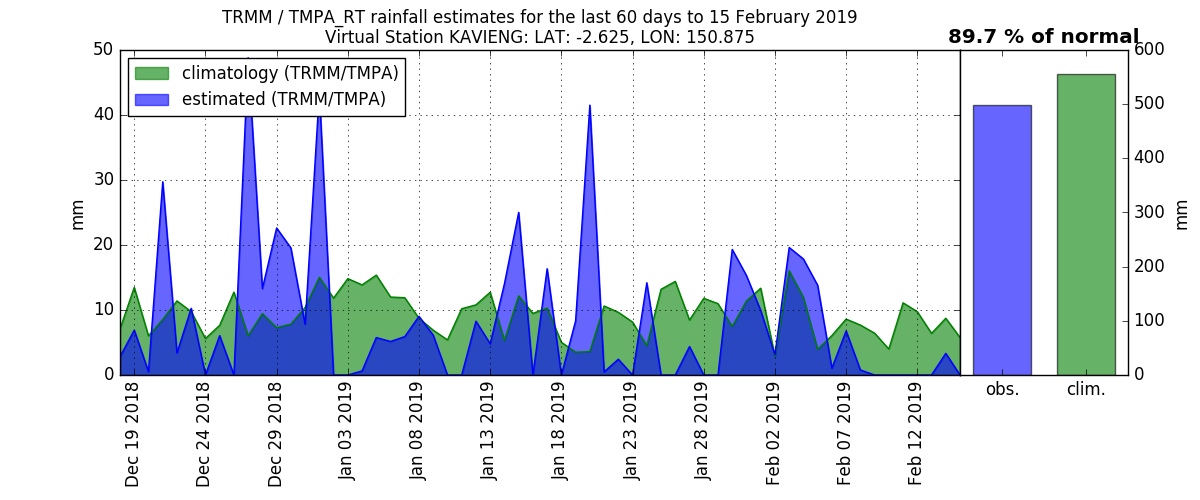 TRMM / TMPA_RT rainfall estimates for the last 60 days to 15 February 2019
Virtual Station KAVIENG: LAT: -2.625, LON: 150.875
89.7 % of normal
climatology (TRMM/TMPA)
estimated (TRMM/TMPA)
50
40
30
20
10
0
mm
600
500
400
300
200
100
0
mm
obs.
clim.
Dec 19 2018
Dec 24 2018
Dec 29 2018
Jan 03 2019
Jan 08 2019
Jan 13 2019
Jan 18 2019
Jan 23 2019
Jan 28 2019
Feb 02 2019
Feb 07 2019
Feb 12 2019